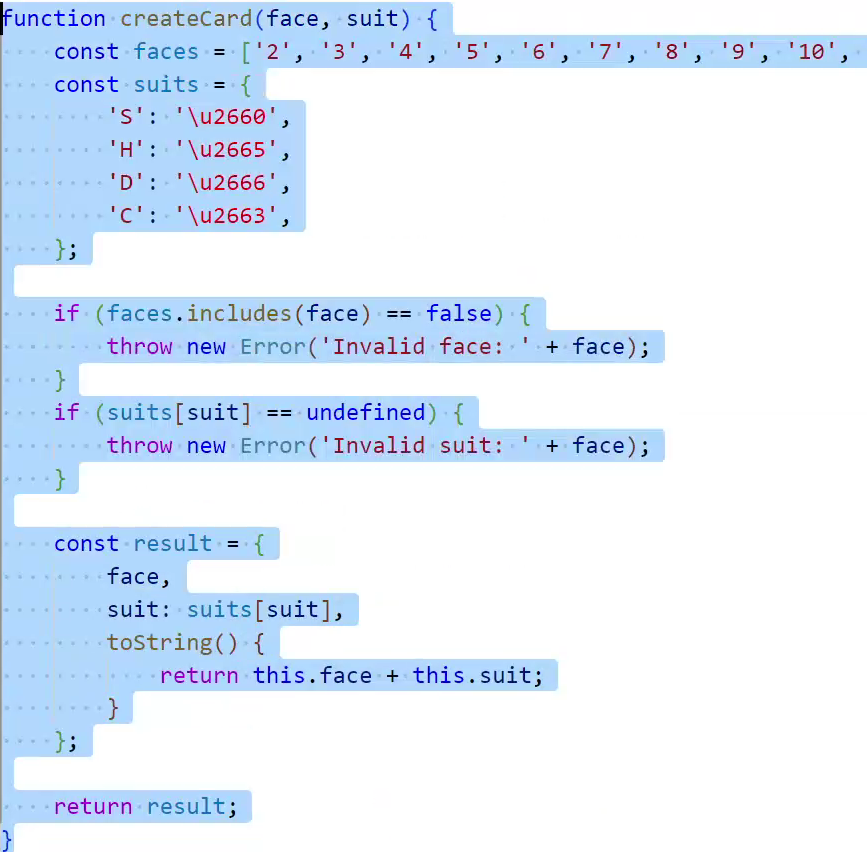 function createCard(face, suit) {
    const faces = ['2', '3', '4', '5', '6', '7', '8', '9', '10',
    const suits = {
        'S': '\u2660',
        'H': '\u2665',
        'D': '\u2666',
        'C': '\u2663',
    };
    if (faces.includes(face) == false) {
        throw new Error('Invalid face: ' + face);
    }
    if (suits[suit] == undefined) {
        throw new Error('Invalid suit: ' + face);
    }
    const result = {
        face,
        suit: suits[suit],
        toString() {
            return this.face + this.suit;
        }
    };
    return result;
}